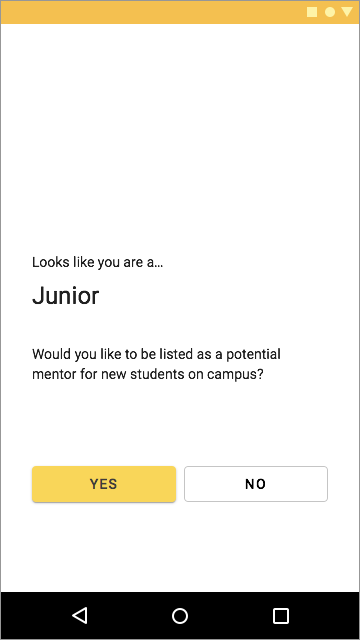 Looks like you are a...
Junior
Would you like to be listed as a potential
mentor for new students on campus?
YES
NO